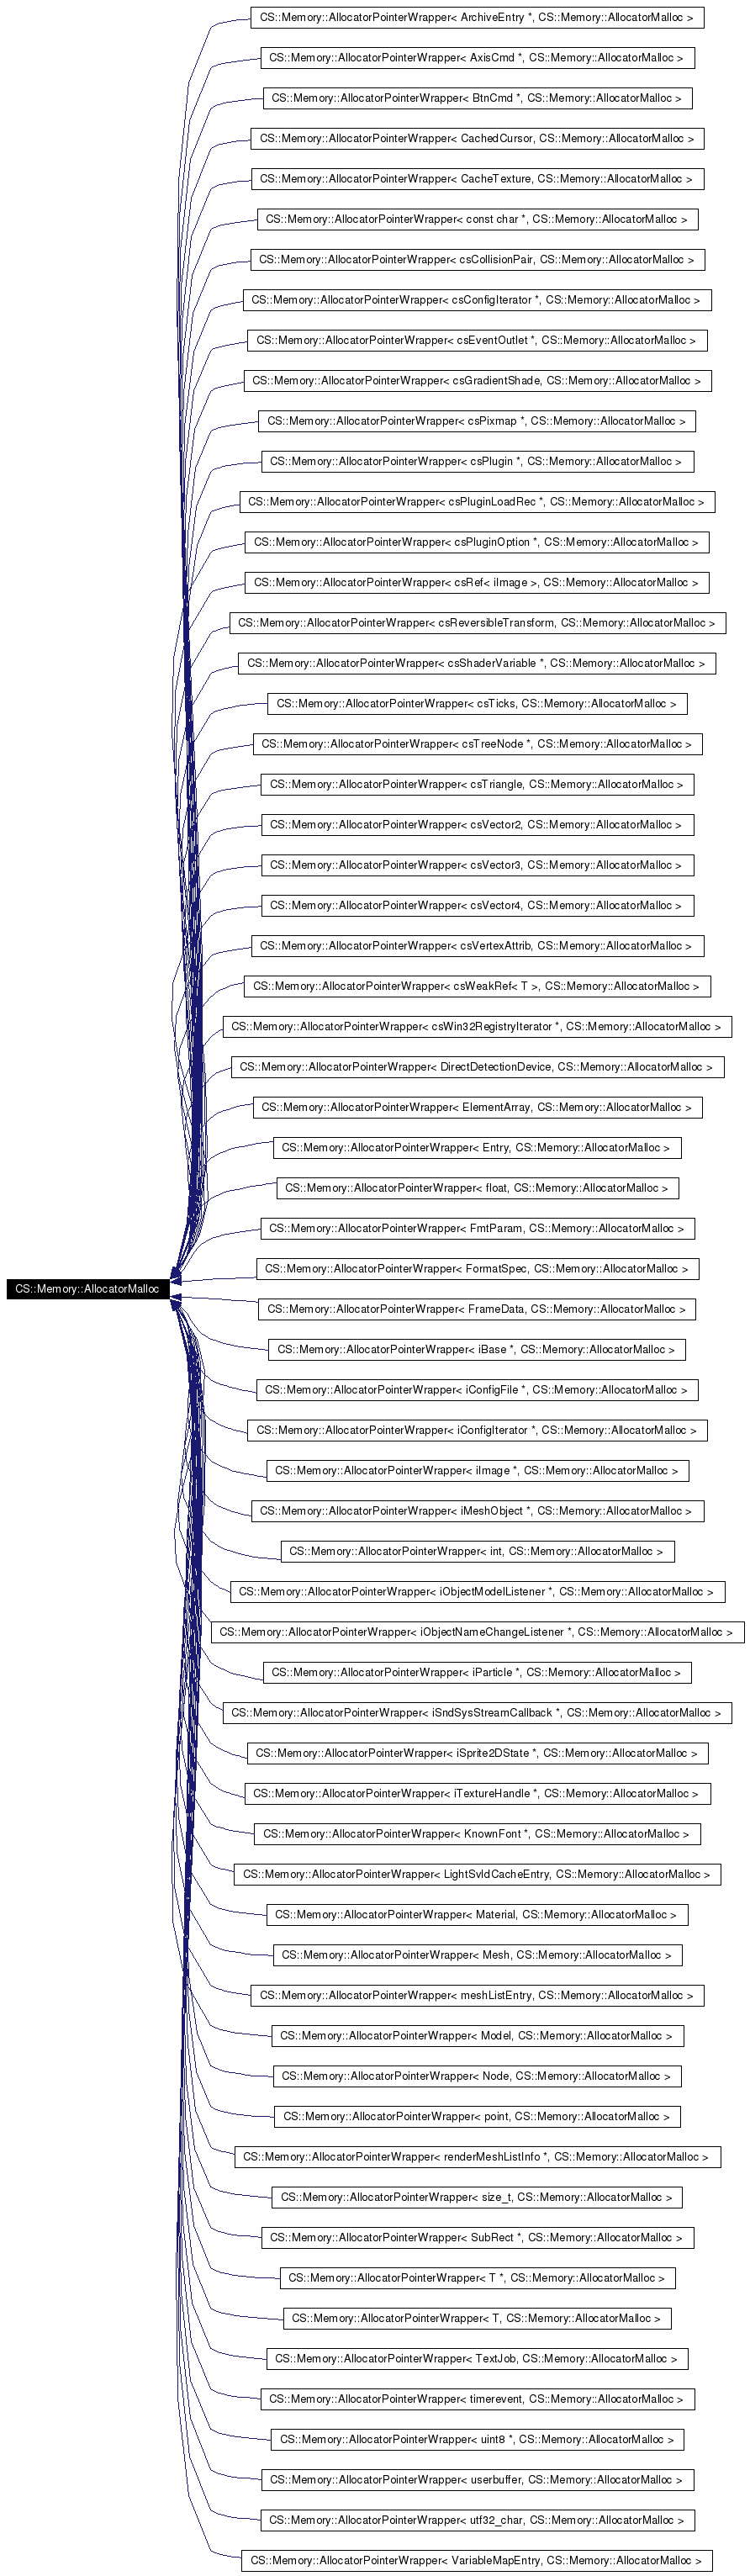 CS::Memory::AllocatorPointerWrapper< ArchiveEntry *, CS::Memory::AllocatorMalloc >
CS::Memory::AllocatorPointerWrapper< AxisCmd *, CS::Memory::AllocatorMalloc >
CS::Memory::AllocatorPointerWrapper< BtnCmd *, CS::Memory::AllocatorMalloc >
CS::Memory::AllocatorPointerWrapper< CachedCursor, CS::Memory::AllocatorMalloc >
CS::Memory::AllocatorPointerWrapper< CacheTexture, CS::Memory::AllocatorMalloc >
CS::Memory::AllocatorPointerWrapper< const char *, CS::Memory::AllocatorMalloc >
CS::Memory::AllocatorPointerWrapper< csCollisionPair, CS::Memory::AllocatorMalloc >
CS::Memory::AllocatorPointerWrapper< csConfigIterator *, CS::Memory::AllocatorMalloc >
CS::Memory::AllocatorPointerWrapper< csEventOutlet *, CS::Memory::AllocatorMalloc >
CS::Memory::AllocatorPointerWrapper< csGradientShade, CS::Memory::AllocatorMalloc >
CS::Memory::AllocatorPointerWrapper< csPixmap *, CS::Memory::AllocatorMalloc >
CS::Memory::AllocatorPointerWrapper< csPlugin *, CS::Memory::AllocatorMalloc >
CS::Memory::AllocatorPointerWrapper< csPluginLoadRec *, CS::Memory::AllocatorMalloc >
CS::Memory::AllocatorPointerWrapper< csPluginOption *, CS::Memory::AllocatorMalloc >
CS::Memory::AllocatorPointerWrapper< csRef< iImage >, CS::Memory::AllocatorMalloc >
CS::Memory::AllocatorPointerWrapper< csReversibleTransform, CS::Memory::AllocatorMalloc >
CS::Memory::AllocatorPointerWrapper< csShaderVariable *, CS::Memory::AllocatorMalloc >
CS::Memory::AllocatorPointerWrapper< csTicks, CS::Memory::AllocatorMalloc >
CS::Memory::AllocatorPointerWrapper< csTreeNode *, CS::Memory::AllocatorMalloc >
CS::Memory::AllocatorPointerWrapper< csTriangle, CS::Memory::AllocatorMalloc >
CS::Memory::AllocatorPointerWrapper< csVector2, CS::Memory::AllocatorMalloc >
CS::Memory::AllocatorPointerWrapper< csVector3, CS::Memory::AllocatorMalloc >
CS::Memory::AllocatorPointerWrapper< csVector4, CS::Memory::AllocatorMalloc >
CS::Memory::AllocatorPointerWrapper< csVertexAttrib, CS::Memory::AllocatorMalloc >
CS::Memory::AllocatorPointerWrapper< csWeakRef< T >, CS::Memory::AllocatorMalloc >
CS::Memory::AllocatorPointerWrapper< csWin32RegistryIterator *, CS::Memory::AllocatorMalloc >
CS::Memory::AllocatorPointerWrapper< DirectDetectionDevice, CS::Memory::AllocatorMalloc >
CS::Memory::AllocatorPointerWrapper< ElementArray, CS::Memory::AllocatorMalloc >
CS::Memory::AllocatorPointerWrapper< Entry, CS::Memory::AllocatorMalloc >
CS::Memory::AllocatorPointerWrapper< float, CS::Memory::AllocatorMalloc >
CS::Memory::AllocatorPointerWrapper< FmtParam, CS::Memory::AllocatorMalloc >
CS::Memory::AllocatorPointerWrapper< FormatSpec, CS::Memory::AllocatorMalloc >
CS::Memory::AllocatorMalloc
CS::Memory::AllocatorPointerWrapper< FrameData, CS::Memory::AllocatorMalloc >
CS::Memory::AllocatorPointerWrapper< iBase *, CS::Memory::AllocatorMalloc >
CS::Memory::AllocatorPointerWrapper< iConfigFile *, CS::Memory::AllocatorMalloc >
CS::Memory::AllocatorPointerWrapper< iConfigIterator *, CS::Memory::AllocatorMalloc >
CS::Memory::AllocatorPointerWrapper< iImage *, CS::Memory::AllocatorMalloc >
CS::Memory::AllocatorPointerWrapper< iMeshObject *, CS::Memory::AllocatorMalloc >
CS::Memory::AllocatorPointerWrapper< int, CS::Memory::AllocatorMalloc >
CS::Memory::AllocatorPointerWrapper< iObjectModelListener *, CS::Memory::AllocatorMalloc >
CS::Memory::AllocatorPointerWrapper< iObjectNameChangeListener *, CS::Memory::AllocatorMalloc >
CS::Memory::AllocatorPointerWrapper< iParticle *, CS::Memory::AllocatorMalloc >
CS::Memory::AllocatorPointerWrapper< iSndSysStreamCallback *, CS::Memory::AllocatorMalloc >
CS::Memory::AllocatorPointerWrapper< iSprite2DState *, CS::Memory::AllocatorMalloc >
CS::Memory::AllocatorPointerWrapper< iTextureHandle *, CS::Memory::AllocatorMalloc >
CS::Memory::AllocatorPointerWrapper< KnownFont *, CS::Memory::AllocatorMalloc >
CS::Memory::AllocatorPointerWrapper< LightSvIdCacheEntry, CS::Memory::AllocatorMalloc >
CS::Memory::AllocatorPointerWrapper< Material, CS::Memory::AllocatorMalloc >
CS::Memory::AllocatorPointerWrapper< Mesh, CS::Memory::AllocatorMalloc >
CS::Memory::AllocatorPointerWrapper< meshListEntry, CS::Memory::AllocatorMalloc >
CS::Memory::AllocatorPointerWrapper< Model, CS::Memory::AllocatorMalloc >
CS::Memory::AllocatorPointerWrapper< Node, CS::Memory::AllocatorMalloc >
CS::Memory::AllocatorPointerWrapper< point, CS::Memory::AllocatorMalloc >
CS::Memory::AllocatorPointerWrapper< renderMeshListInfo *, CS::Memory::AllocatorMalloc >
CS::Memory::AllocatorPointerWrapper< size_t, CS::Memory::AllocatorMalloc >
CS::Memory::AllocatorPointerWrapper< SubRect *, CS::Memory::AllocatorMalloc >
CS::Memory::AllocatorPointerWrapper< T *, CS::Memory::AllocatorMalloc >
CS::Memory::AllocatorPointerWrapper< T, CS::Memory::AllocatorMalloc >
CS::Memory::AllocatorPointerWrapper< TextJob, CS::Memory::AllocatorMalloc >
CS::Memory::AllocatorPointerWrapper< timerevent, CS::Memory::AllocatorMalloc >
CS::Memory::AllocatorPointerWrapper< uint8 *, CS::Memory::AllocatorMalloc >
CS::Memory::AllocatorPointerWrapper< userbuffer, CS::Memory::AllocatorMalloc >
CS::Memory::AllocatorPointerWrapper< utf32_char, CS::Memory::AllocatorMalloc >
CS::Memory::AllocatorPointerWrapper< VariableMapEntry, CS::Memory::AllocatorMalloc >